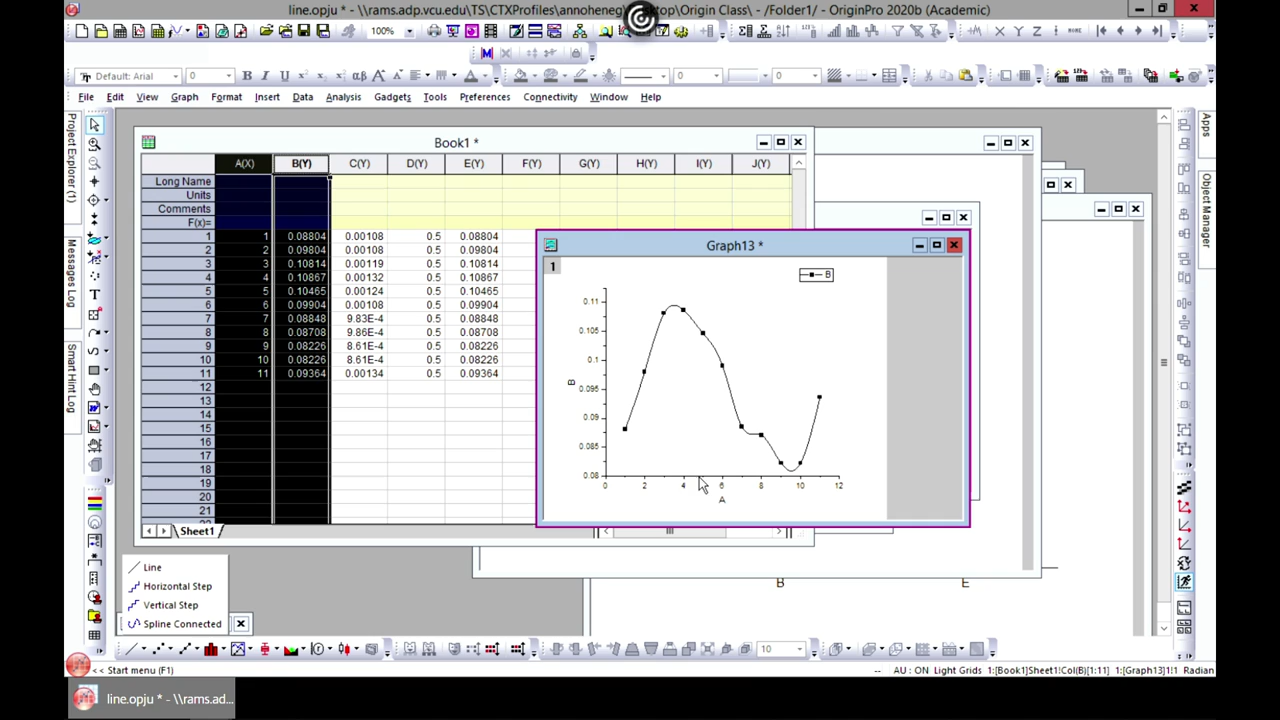 line.opju * - \\rams.adp.vcu.edu\TS\CTXProfiles\annoheneg\ sktop\Origin Class\ - /Folder1/ - OriginPro 2020b (Academic)
100%
M
Default: Arial 0 B I U αβ A A 0 0
File Edit View Graph Format Insert Data Analysis Gadgets Tools Preferences Connectivity Window Help
Project Explorer (1)
Messages Log
Smart Hint Log
Apps
Object Manager
T
Book1 *
A(X) B(Y) C(Y) D(Y) E(Y) F(Y) G(Y) H(Y) I(Y) J(Y)
Long Name
Units
Comments
F(x)=
1 1 0.08804 0.00108 0.5 0.08804
2 2 0.09804 0.00108 0.5 0.09804
3 3 0.10814 0.00119 0.5 0.10814
4 4 0.10867 0.00132 0.5 0.10867
5 5 0.10465 0.00124 0.5 0.10465
6 6 0.09904 0.00108 0.5 0.09904
7 7 0.08848 9.83E-4 0.5 0.08848
8 8 0.08708 9.86E-4 0.5 0.08708
9 9 0.08226 8.61E-4 0.5 0.08226
10 10 0.08226 8.61E-4 0.5 0.08226
11 11 0.09364 0.00134 0.5 0.09364
12
13
14
15
16
17
18
19
20
21
Sheet1
Graph13 *
1
B
0.11
0.105
0.1
0.095
0.09
0.085
0.08
B
0 2 4 6 8 10 12
A
B E
Line
Horizontal Step
Vertical Step
Spline Connected
10
<< Start menu (F1)
-- AU : ON Light Grids 1:[Book1]Sheet1!Col(B)[1:11] 1:[Graph13]1!1 Radian
line.opju * - \\rams.ad...